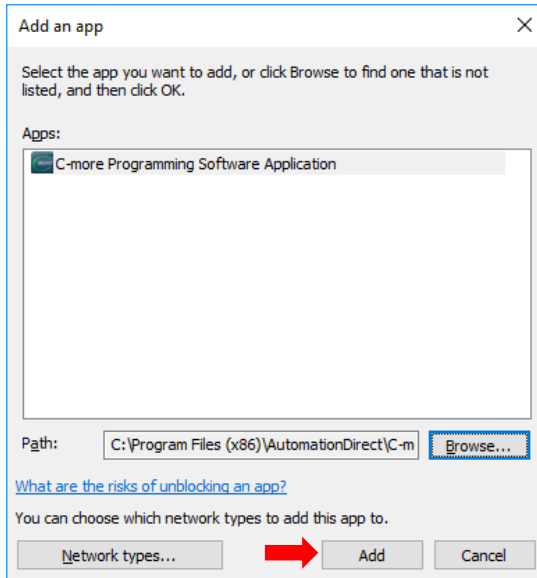 Add an app
Select the app you want to add, or click Browse to find one that is not
listed, and then click OK.
Apps:
C-more Programming Software Application
Path:
C:\Program Files (x86)\AutomationDirect\C-m
Browse...
What are the risks of unblocking an app?
You can choose which network types to add this app to.
Network types...
Add
Cancel